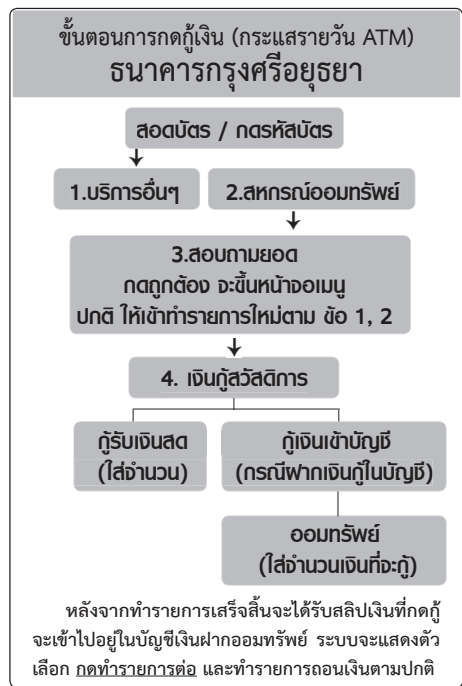 ขั้นตอนการกดกู้เงิน (กระแสรายวัน ATM)
ธนาคารกรุงศรีอยุธยา
สอดบัตร / กดรหัสบัตร
1.บริการอื่นๆ
2.สหกรณ์ออมทรัพย์
3.สอบถามยอด
กดถูกต้อง จะขึ้นหน้าจอเมนู
ปกติ ให้เข้าทำรายการใหม่ตาม ข้อ 1, 2
4. เงินกู้สวัสดิการ
กู้รับเงินสด
(ใส่จำนวน)
กู้เงินเข้าบัญชี
(กรณีฝากเงินกู้ในบัญชี)
ออมทรัพย์
(ใส่จำนวนเงินที่จะกู้)
หลังจากทำรายการเสร็จสิ้นจะได้รับสลิปเงินที่กดกู้
จะเข้าไปอยู่ในบัญชีเงินฝากออมทรัพย์ ระบบจะแสดงตัว
เลือก กดทำรายการต่อ และทำรายการถอนเงินตามปกติ